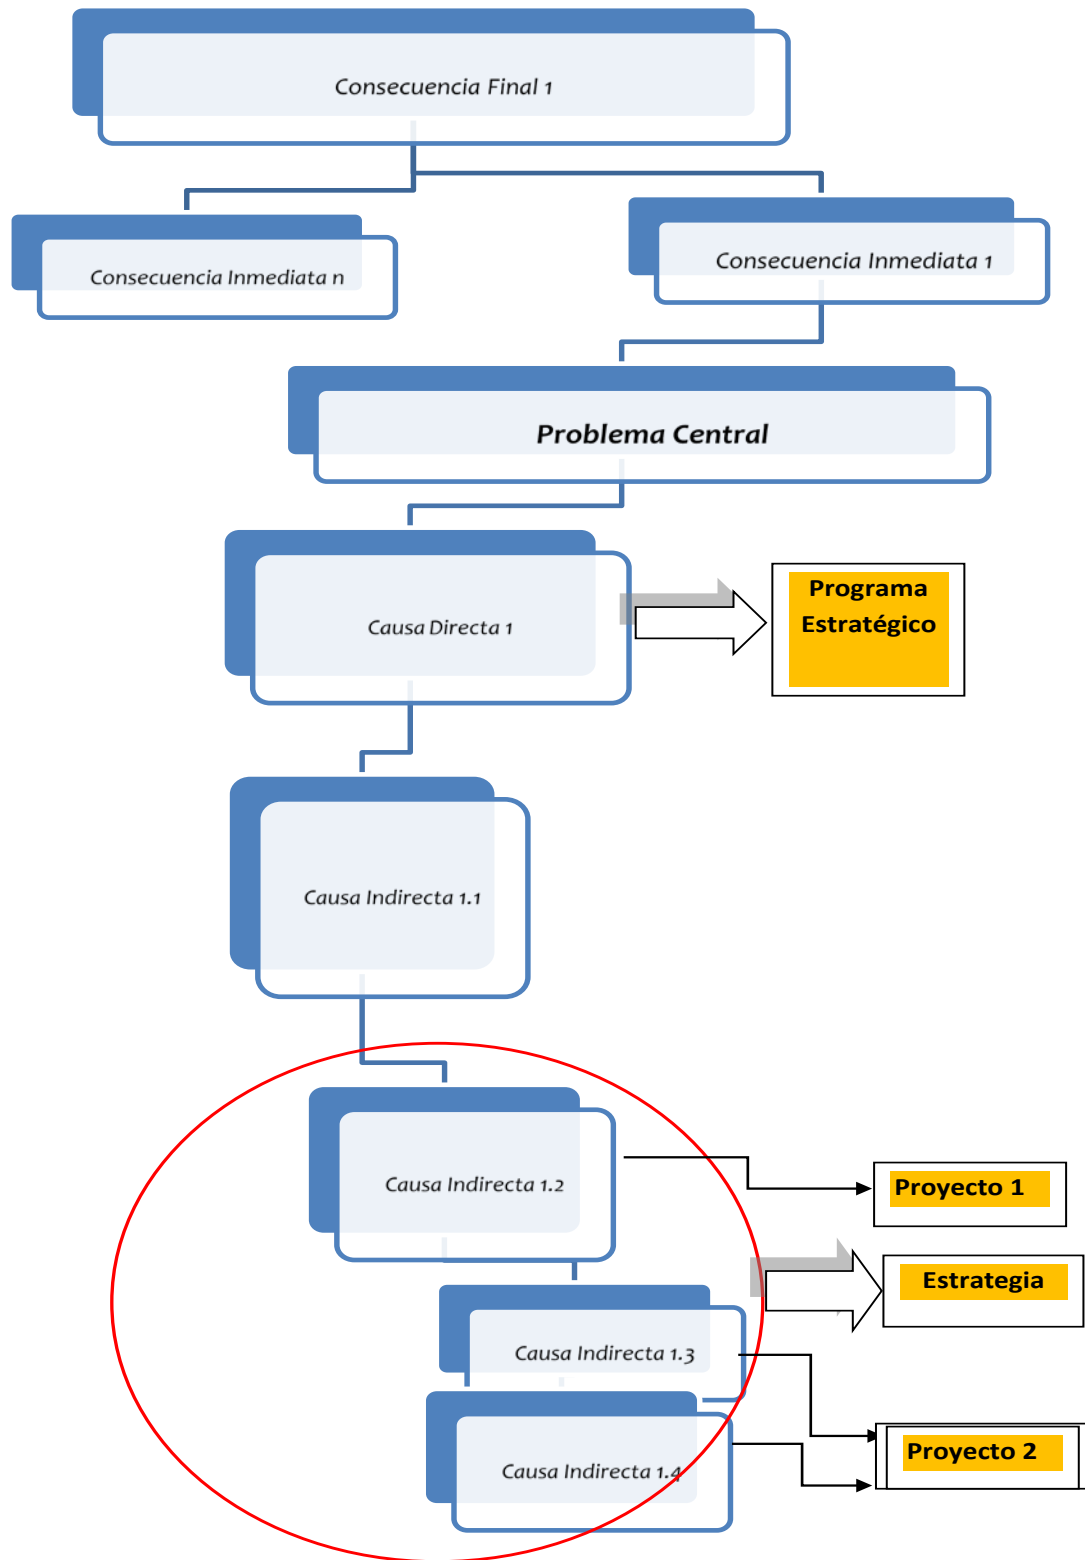 Consecuencia Final 1
Consecuencia Inmediata n
Consecuencia Inmediata 1
Problema Central
Causa Directa 1
Programa
Estratégico
Causa Indirecta 1.1
Causa Indirecta 1.2
Proyecto 1
Estrategia
Causa Indirecta 1.3
Proyecto 2
Causa Indirecta 1.4